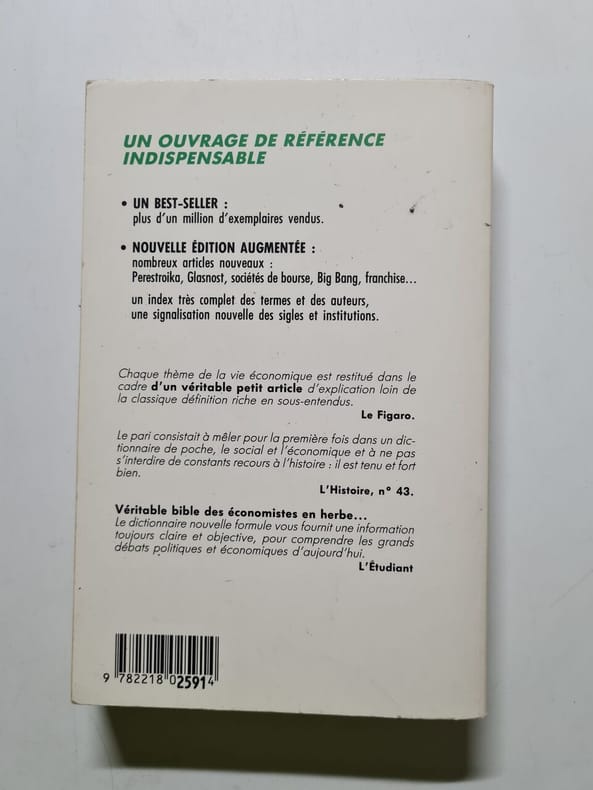 UN OUVRAGE DE RÉFÉRENCE
INDISPENSABLE
• UN BEST-SELLER :
plus d'un million d'exemplaires vendus.
• NOUVELLE ÉDITION AUGMENTÉE :
nombreux articles nouveaux :
Perestroika, Glasnost, sociétés de bourse, Big Bang, franchise...
un index très complet des termes et des auteurs,
une signalisation nouvelle des sigles et institutions.
Chaque thème de la vie économique est restitué dans le
cadre d'un véritable petit article d'explication loin de
la classique définition riche en sous-entendus.
Le Figaro.
Le pari consistait à mêler pour la première fois dans un dic-
tionnaire de poche, le social et l'économique et à ne pas
s'interdire de constants recours à l'histoire : il est tenu et fort
bien.
L'Histoire, n° 43.
Véritable bible des économistes en herbe...
Le dictionnaire nouvelle formule vous fournit une information
toujours claire et objective, pour comprendre les grands
débats politiques et économiques d'aujourd'hui.
L'Étudiant
9 782218 025914